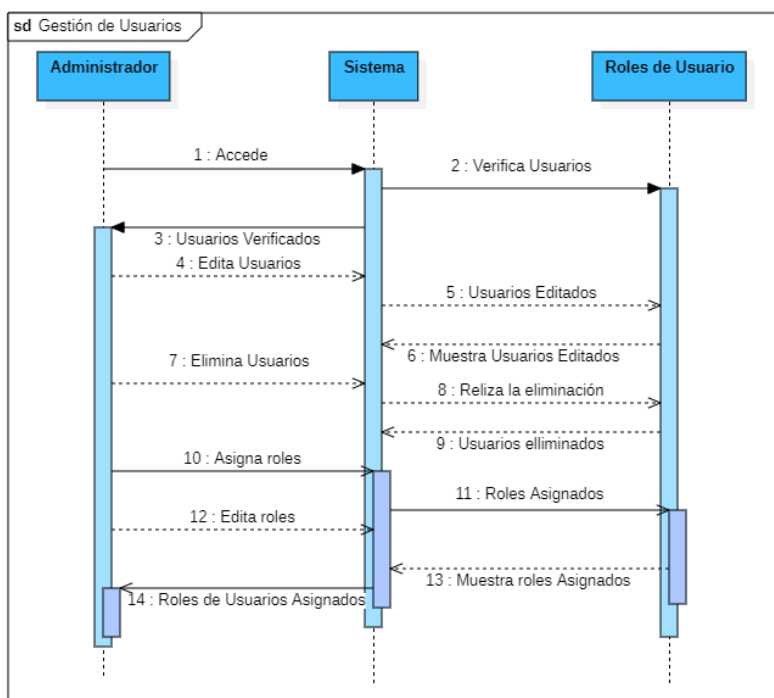 sd Gestión de Usuarios
Administrador
Sistema
Roles de Usuario
1 : Accede
2 : Verifica Usuarios
3 : Usuarios Verificados
4 : Edita Usuarios
5 : Usuarios Editados
6 : Muestra Usuarios Editados
7 : Elimina Usuarios
8 : Reliza la eliminación
9 : Usuarios elliminados
10 : Asigna roles
11 : Roles Asignados
12 : Edita roles
13 : Muestra roles Asignados
14 : Roles de Usuarios Asignados